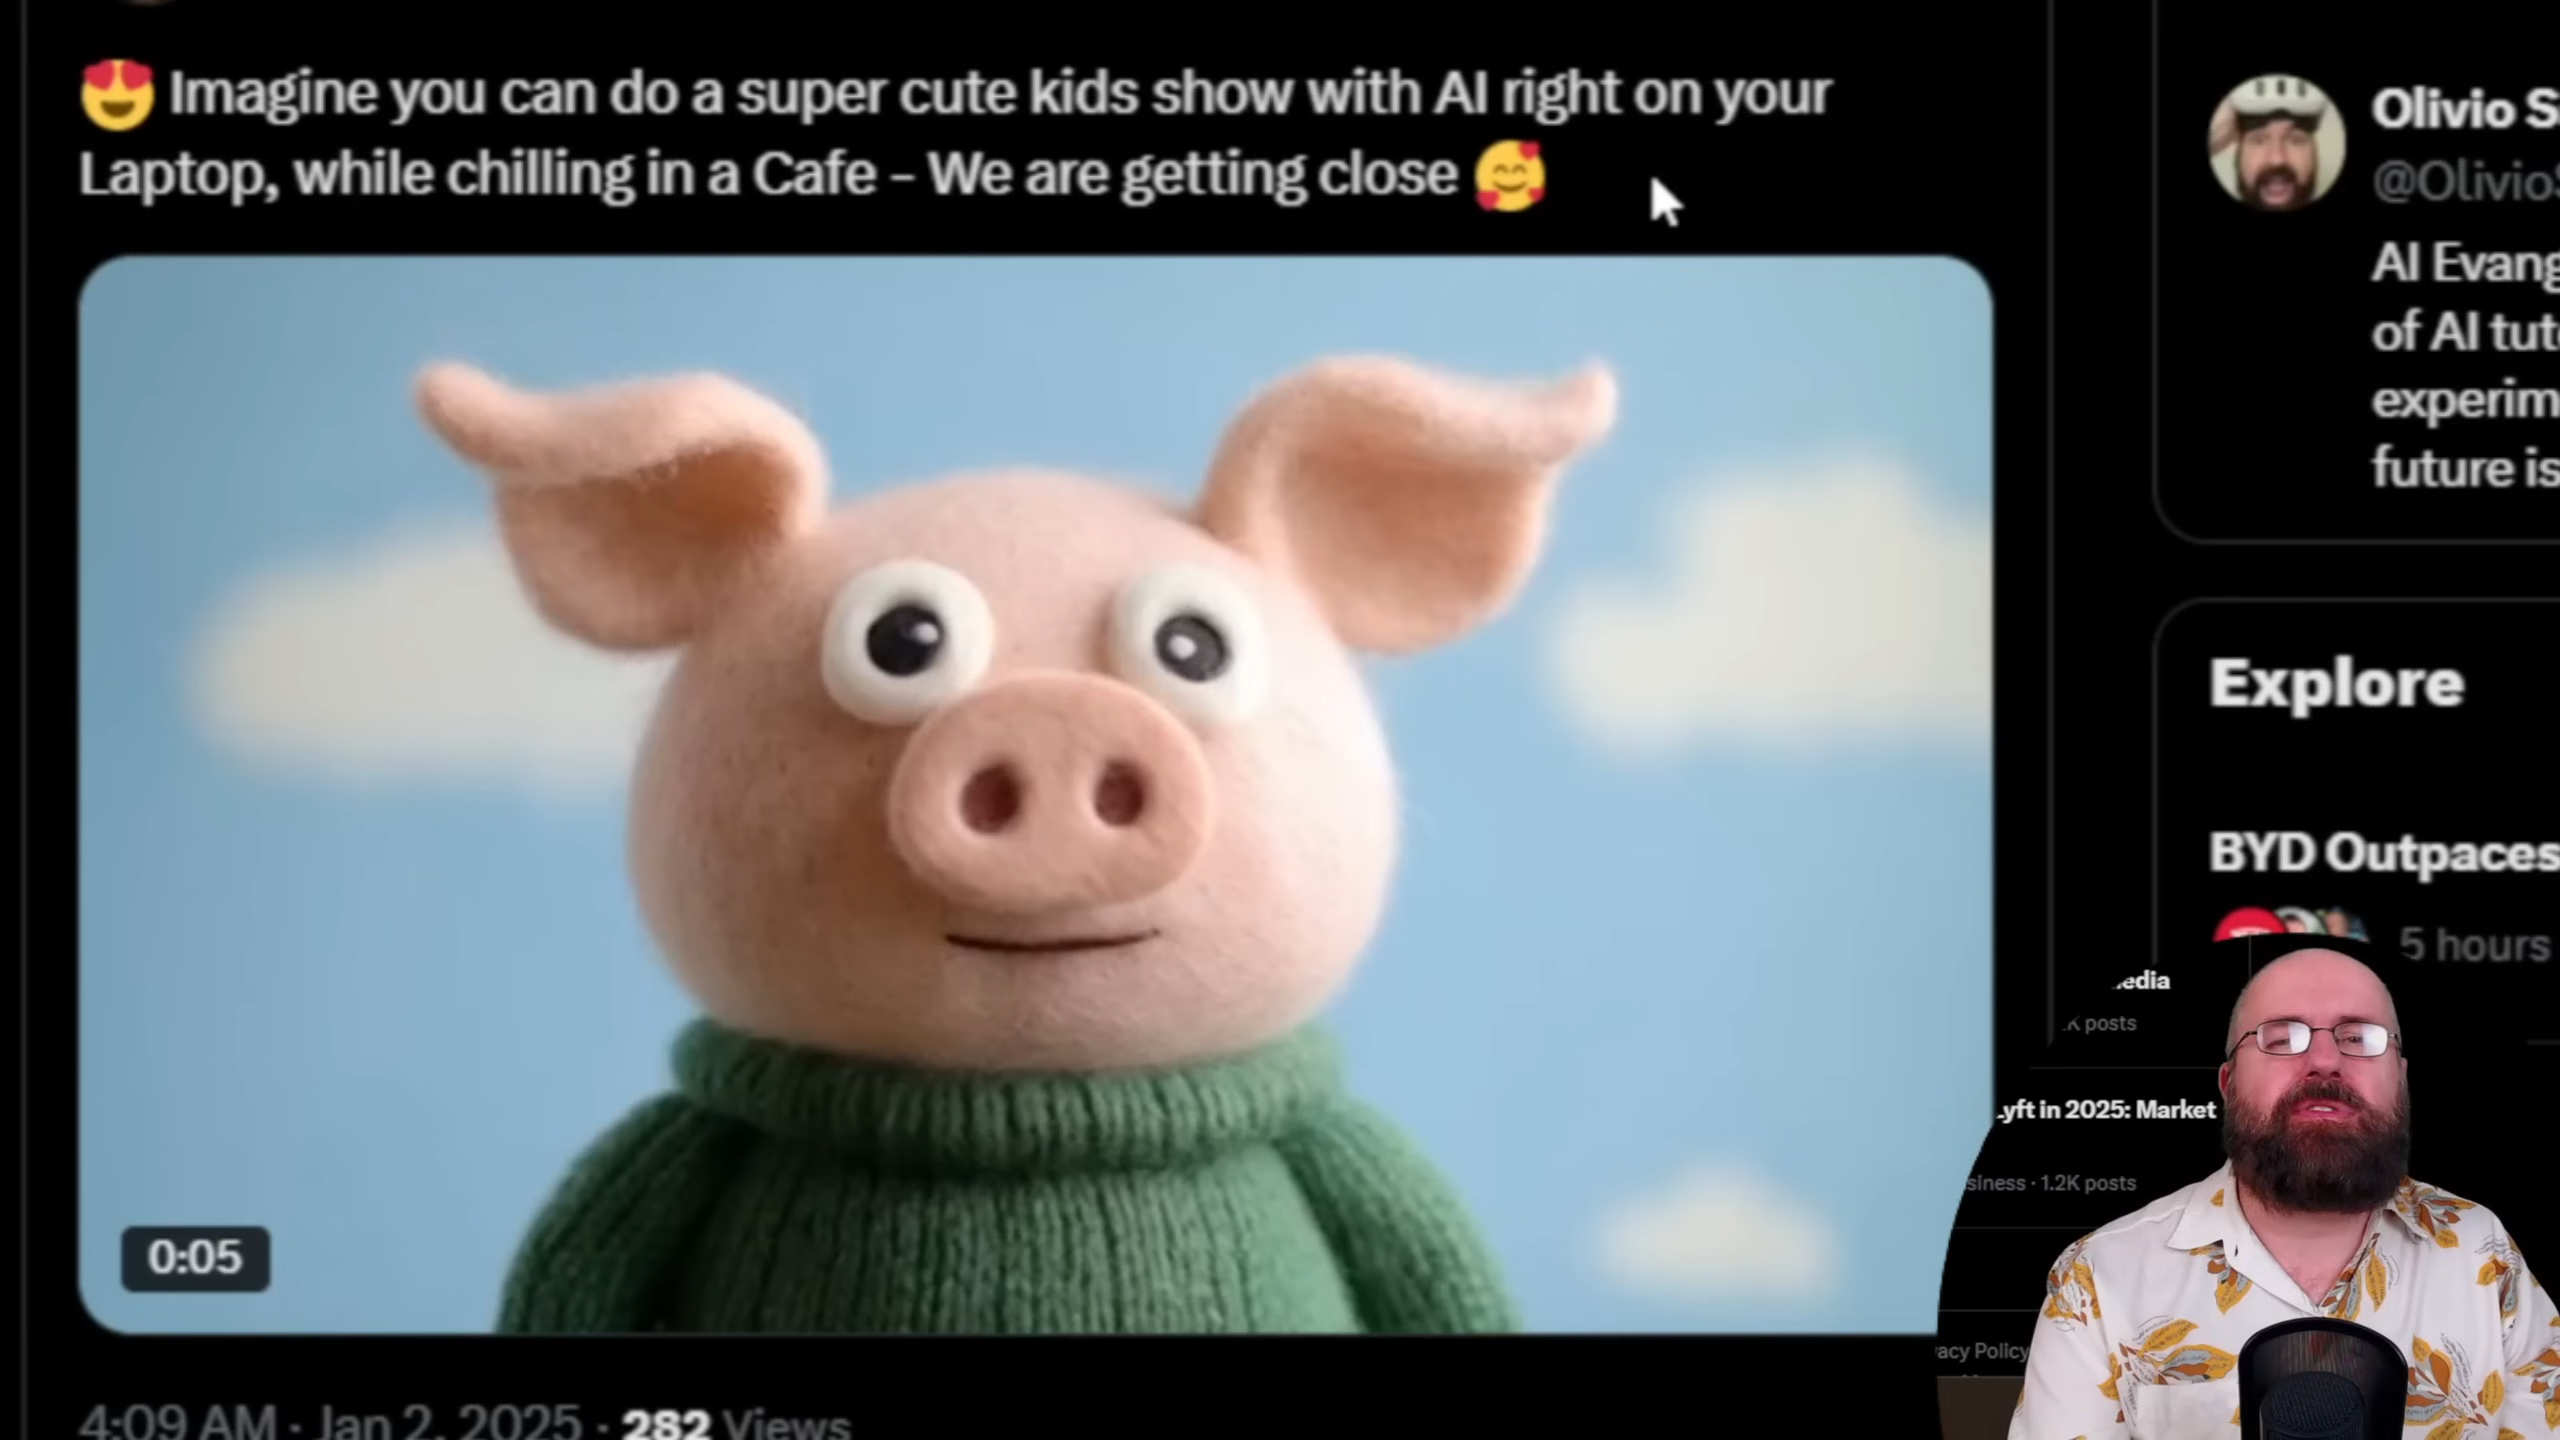 😍 Imagine you can do a super cute kids show with AI right on your
Laptop, while chilling in a Cafe – We are getting close 🥰
0:05
4:09 AM · Jan 2, 2025 · 282 Views
Olivio S
@OlivioS
AI Evang
of AI tut
experim
future is
Explore
BYD Outpaces
5 hours
edia
K posts
yft in 2025: Market
siness · 1.2K posts
acy Policy